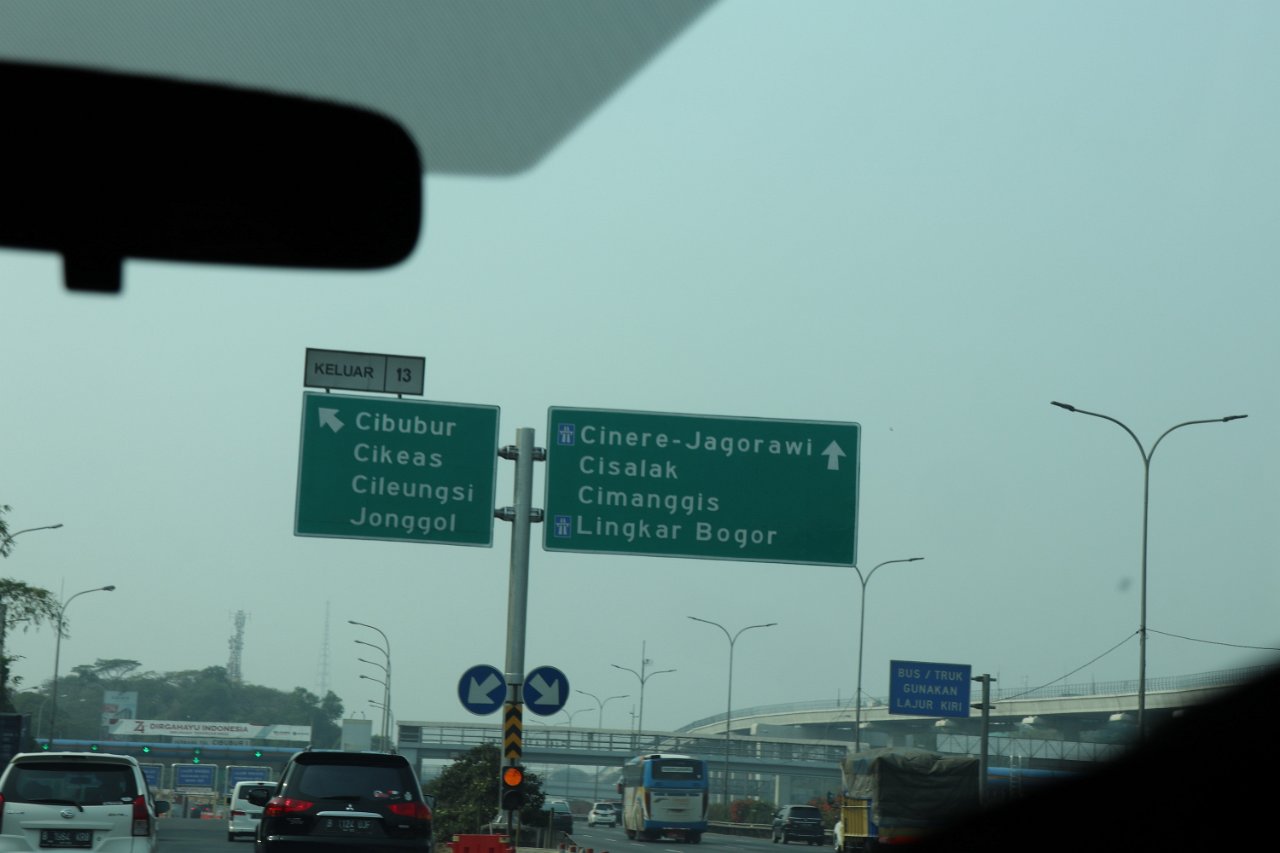 KELUAR 13
Cibubur
Cikeas
Cileungsi
Jonggol
Cinere-Jagorawi
Cisalak
Cimanggis
Lingkar Bogor
BUS / TRUK
GUNAKAN
LAJUR KIRI
DIRGAHAYU INDONESIA